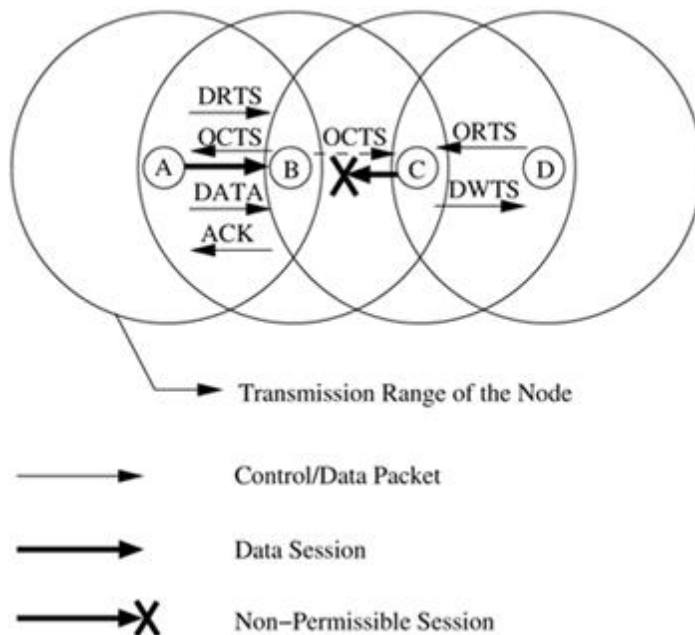 DRTS
OCTS OCTS ORTS
A B C D
DATA DWTS
ACK
Transmission Range of the Node
Control/Data Packet
Data Session
Non-Permissible Session